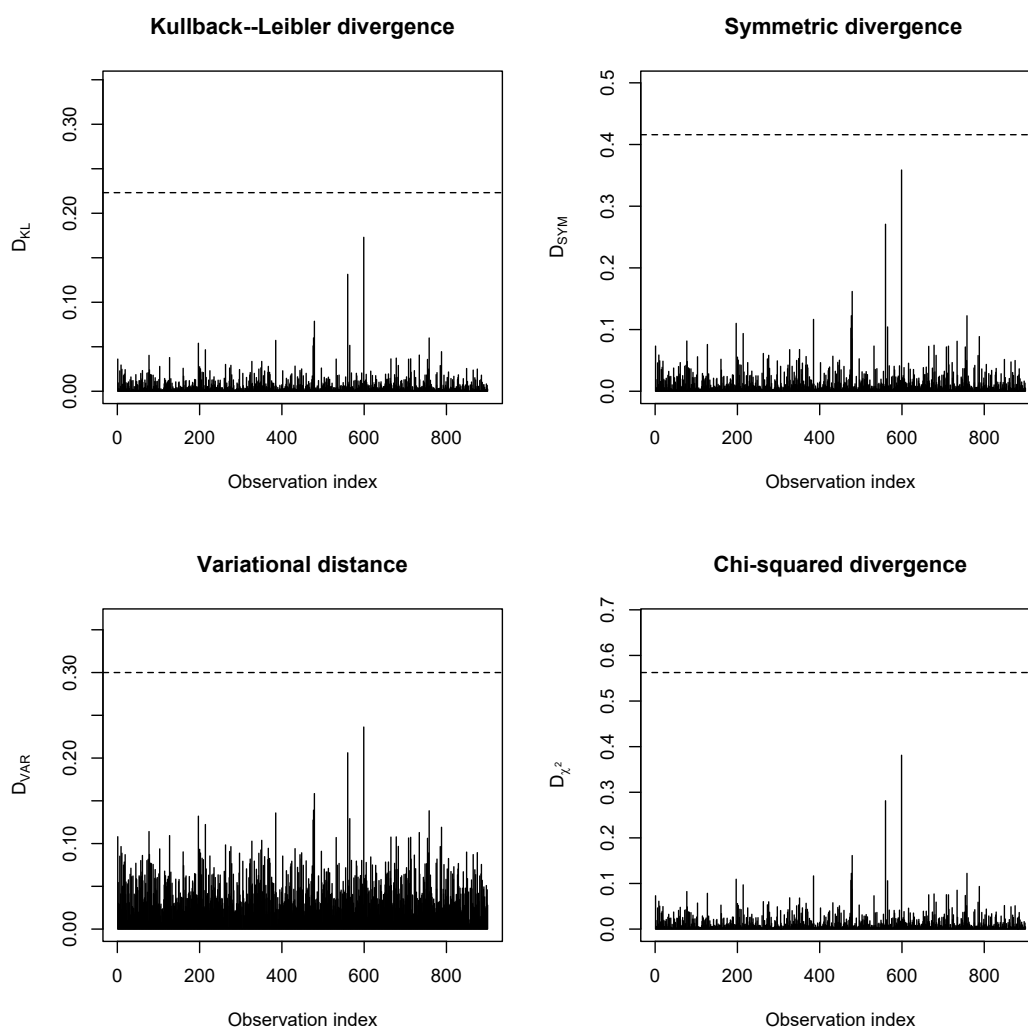 Kullback--Leibler divergence
D_KL
0.00 0.10 0.20 0.30
0 200 400 600 800
Observation index
Symmetric divergence
D_SYM
0.0 0.1 0.2 0.3 0.4 0.5
0 200 400 600 800
Observation index
Variational distance
D_VAR
0.00 0.10 0.20 0.30
0 200 400 600 800
Observation index
Chi-squared divergence
D_χ²
0.0 0.1 0.2 0.3 0.4 0.5 0.6 0.7
0 200 400 600 800
Observation index